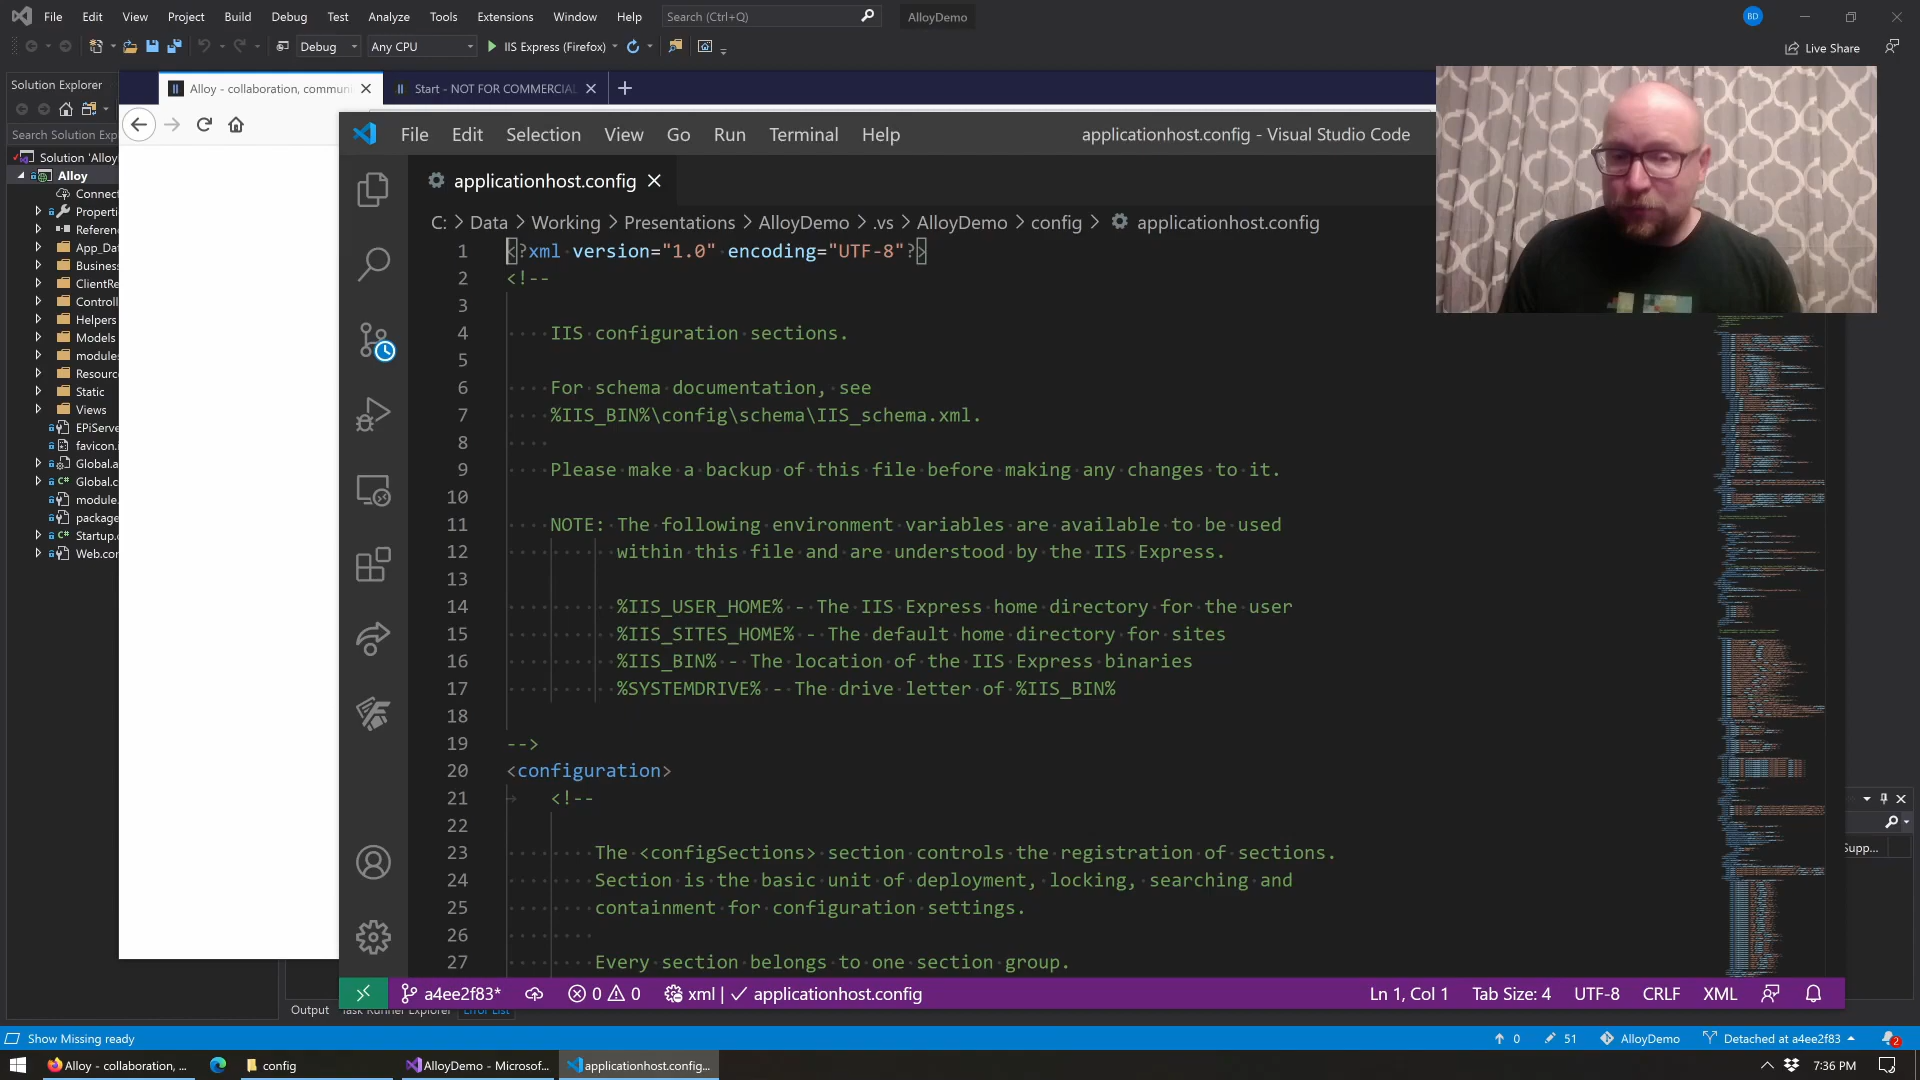 File Edit View Project Build Debug Test Analyze Tools Extensions Window Help Search (Ctrl+Q) AlloyDemo BD
Debug Any CPU IIS Express (Firefox) Live Share
Solution Explorer
Alloy - collaboration, commun Start - NOT FOR COMMERCIAL
Search Solution Exp
File Edit Selection View Go Run Terminal Help applicationhost.config - Visual Studio Code
Solution 'Alloy
Alloy
Connect
Properti
Referen
App_Dat
Business
ClientRe
Controll
Helpers
Models
modules
Resourc
Static
Views
EPiServe
favicon.i
Global.a
Global.c
module.
package
Startup.c
Web.con
applicationhost.config
C: > Data > Working > Presentations > AlloyDemo > .vs > AlloyDemo > config > applicationhost.config
1 <?xml version="1.0" encoding="UTF-8"?>
2 <!--
3
4 IIS configuration sections.
5
6 For schema documentation, see
7 %IIS_BIN%\config\schema\IIS_schema.xml.
8
9 Please make a backup of this file before making any changes to it.
10
11 NOTE: The following environment variables are available to be used
12 within this file and are understood by the IIS Express.
13
14 %IIS_USER_HOME% - The IIS Express home directory for the user
15 %IIS_SITES_HOME% - The default home directory for sites
16 %IIS_BIN% - The location of the IIS Express binaries
17 %SYSTEMDRIVE% - The drive letter of %IIS_BIN%
18
19 -->
20 <configuration>
21 <!--
22
23 The <configSections> section controls the registration of sections.
24 Section is the basic unit of deployment, locking, searching and
25 containment for configuration settings.
26
27 Every section belongs to one section group.
Supp...
a4ee2f83* 0 0 xml | ✓ applicationhost.config Ln 1, Col 1 Tab Size: 4 UTF-8 CRLF XML
Output Task Runner Explorer Error List
Show Missing ready 0 51 AlloyDemo Detached at a4ee2f83 2
Alloy - collaboration, ... config AlloyDemo - Microsof... applicationhost.config... 7:36 PM